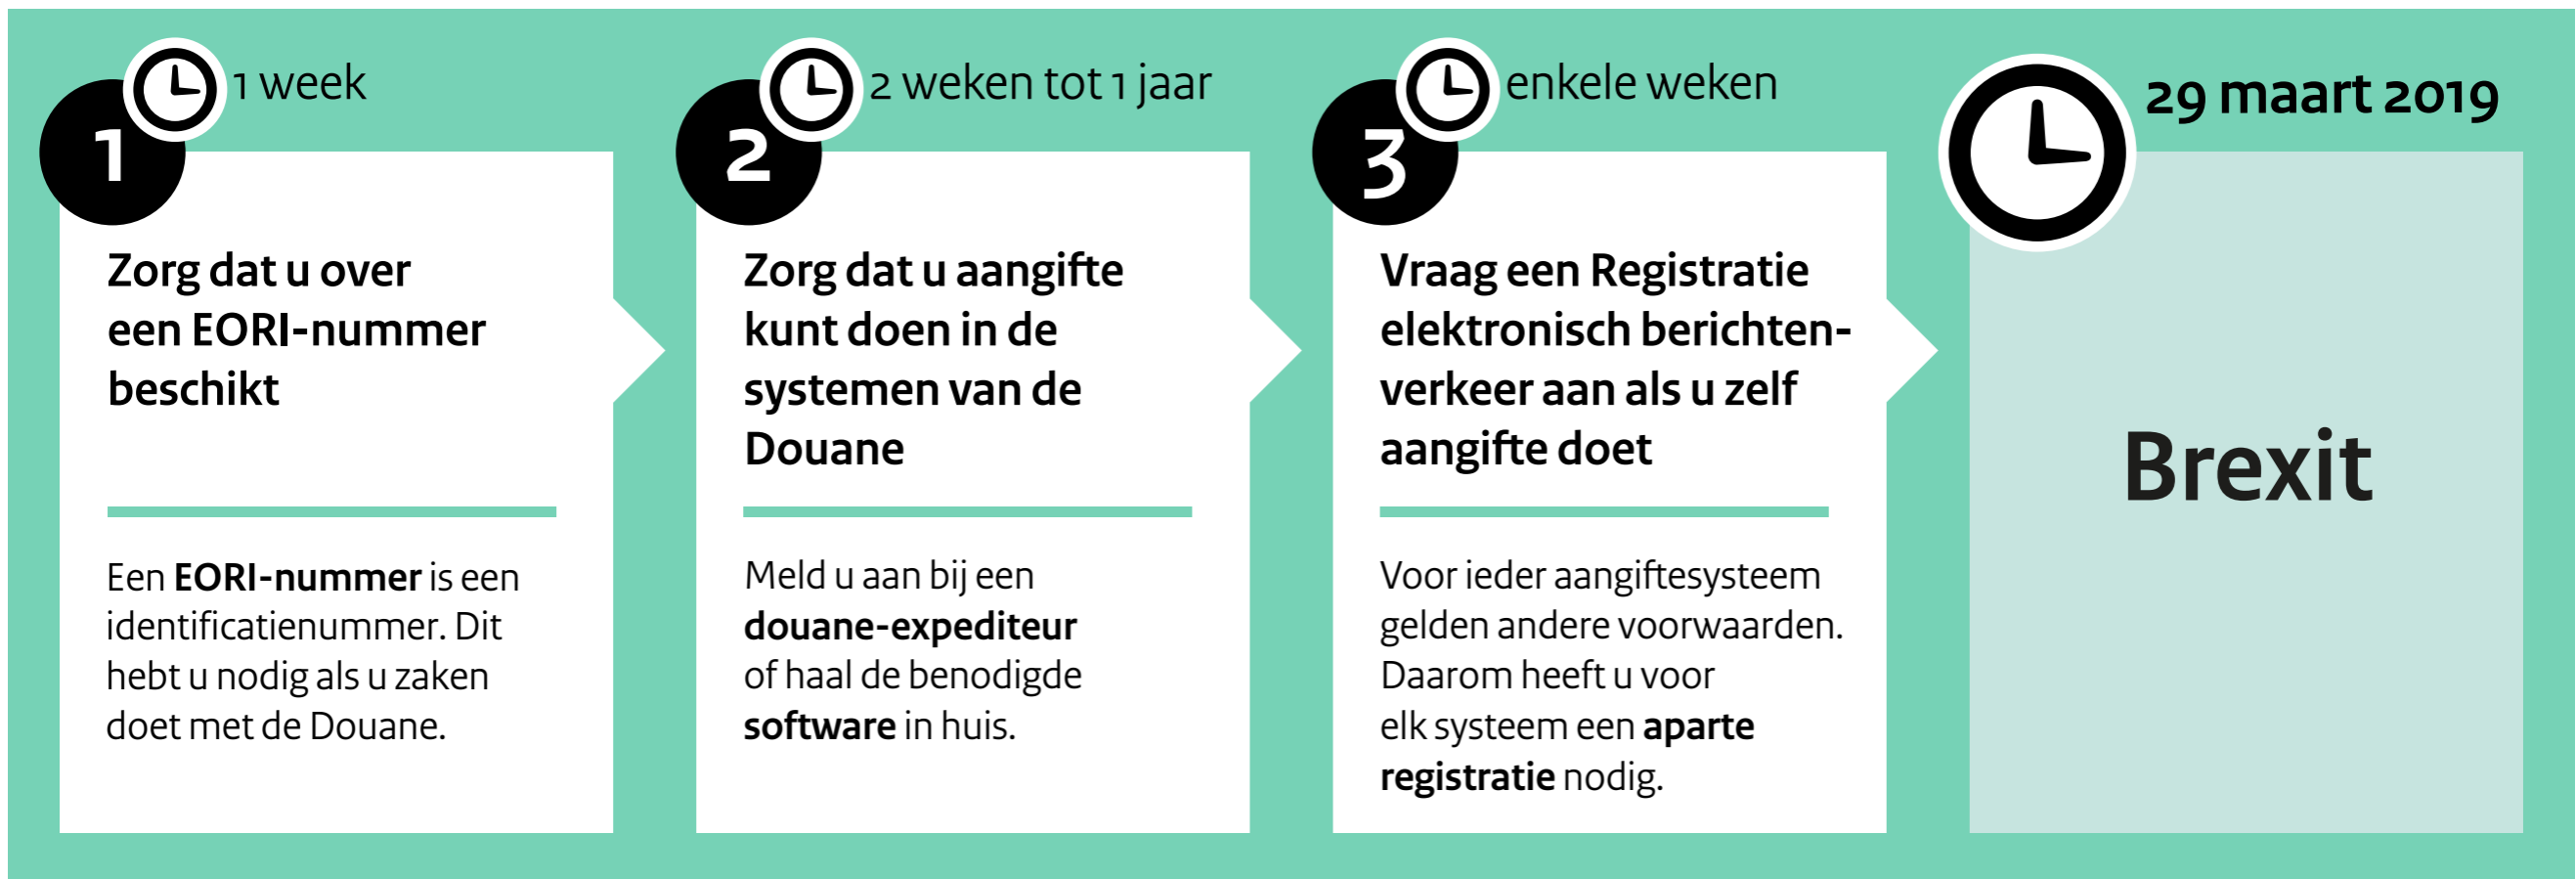 1
1 week
Zorg dat u over
een EORI-nummer
beschikt
Een EORI-nummer is een
identificatienummer. Dit
hebt u nodig als u zaken
doet met de Douane.
2
2 weken tot 1 jaar
Zorg dat u aangifte
kunt doen in de
systemen van de
Douane
Meld u aan bij een
douane-expediteur
of haal de benodigde
software in huis.
3
enkele weken
Vraag een Registratie
elektronisch berichten-
verkeer aan als u zelf
aangifte doet
Voor ieder aangiftesysteem
gelden andere voorwaarden.
Daarom heeft u voor
elk systeem een aparte
registratie nodig.
29 maart 2019
Brexit